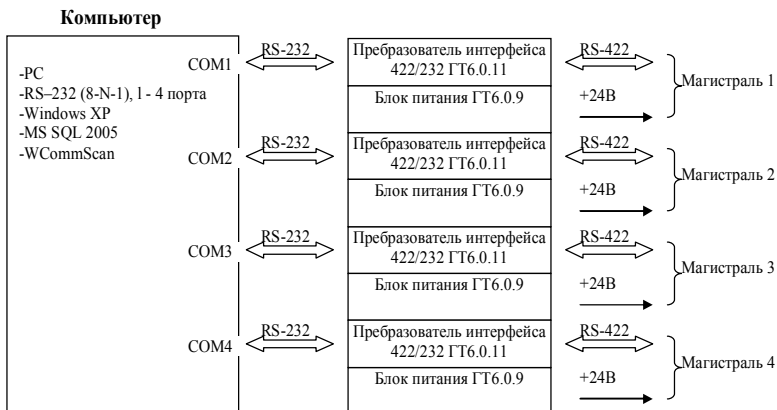 Компьютер
-PC
-RS–232 (8-N-1), 1 - 4 порта
-Windows XP
-MS SQL 2005
-WCommScan
COM1
RS-232
Пребразователь интерфейса
422/232 ГТ6.0.11
Блок питания ГТ6.0.9
RS-422
+24В
Магистраль 1
COM2
RS-232
Пребразователь интерфейса
422/232 ГТ6.0.11
Блок питания ГТ6.0.9
RS-422
+24В
Магистраль 2
COM3
RS-232
Пребразователь интерфейса
422/232 ГТ6.0.11
Блок питания ГТ6.0.9
RS-422
+24В
Магистраль 3
COM4
RS-232
Пребразователь интерфейса
422/232 ГТ6.0.11
Блок питания ГТ6.0.9
RS-422
+24В
Магистраль 4